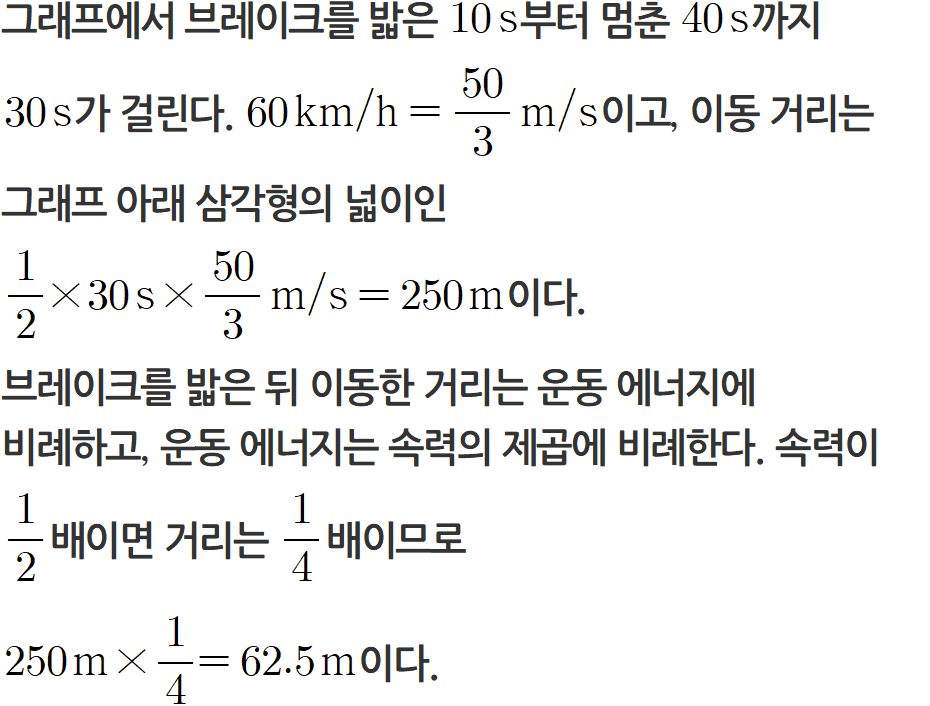 그래프에서 브레이크를 밟은 10 s부터 멈춘 40 s까지
30 s가 걸린다. 60 km/h = 50/3 m/s이고, 이동 거리는
그래프 아래 삼각형의 넓이인
1/2 × 30 s × 50/3 m/s = 250 m이다.
브레이크를 밟은 뒤 이동한 거리는 운동 에너지에
비례하고, 운동 에너지는 속력의 제곱에 비례한다. 속력이
1/2 배이면 거리는 1/4 배이므로
250 m × 1/4 = 62.5 m이다.